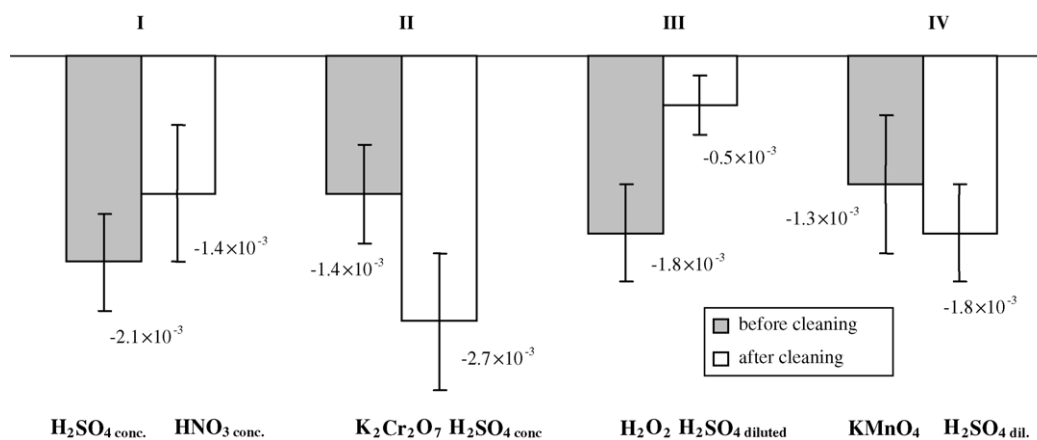 I II III IV
-0.5×10⁻³
-1.3×10⁻³
-1.4×10⁻³
-1.4×10⁻³ -1.8×10⁻³
-1.8×10⁻³
before cleaning
-2.1×10⁻³
after cleaning
-2.7×10⁻³
H₂SO₄ conc. HNO₃ conc. K₂Cr₂O₇ H₂SO₄ conc H₂O₂ H₂SO₄ diluted KMnO₄ H₂SO₄ dil.